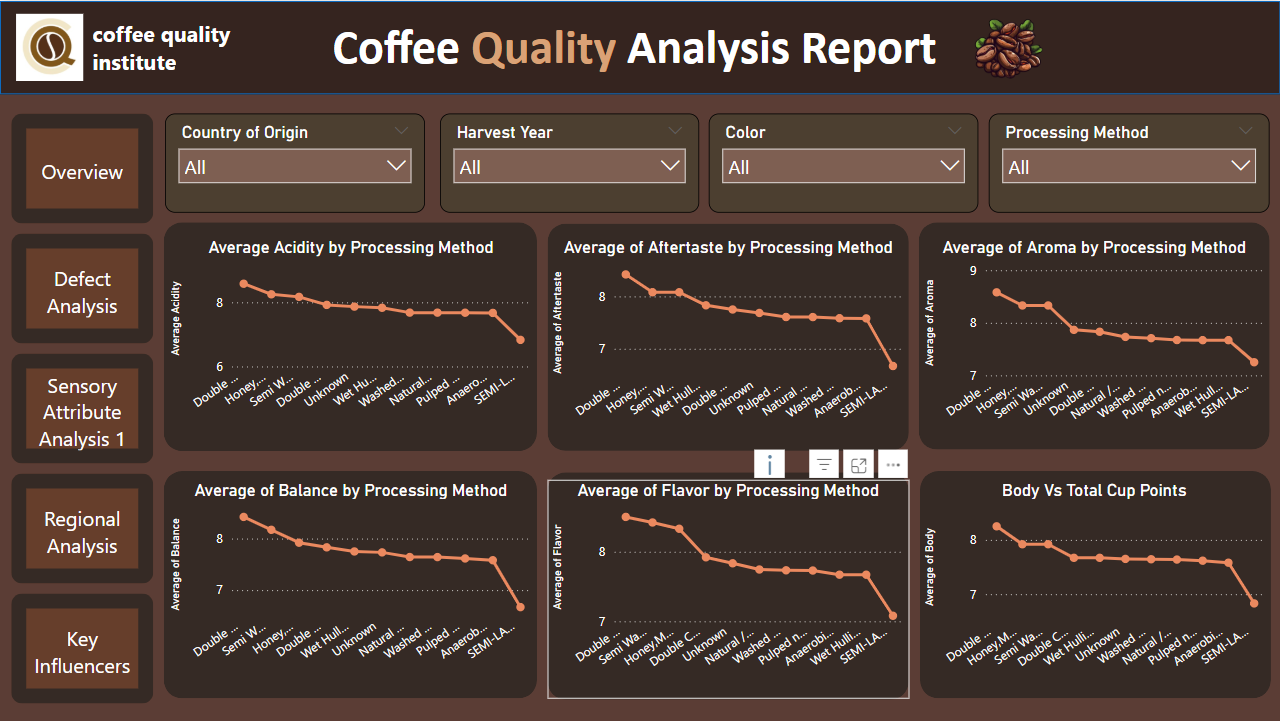 coffee quality
institute
Coffee Quality Analysis Report
Overview
Defect
Analysis
Sensory
Attribute
Analysis 1
Regional
Analysis
Key
Influencers
Country of Origin
All
Harvest Year
All
Color
All
Processing Method
All
Average Acidity by Processing Method
Average Acidity
8
6
Double ...
Honey,...
Semi W...
Double ...
Unknown
Wet Hu...
Washed...
Natural...
Pulped ...
Anaero...
SEMI-L...
Average of Aftertaste by Processing Method
Average of Aftertaste
8
7
Double ...
Honey,...
Semi W...
Wet Hull...
Double ...
Unknown
Pulped ...
Natural ...
Washed ...
Anaerob...
SEMI-LA...
Average of Aroma by Processing Method
Average of Aroma
9
8
7
Double ...
Honey,...
Semi Wa...
Unknown
Double ...
Natural /...
Washed ...
Pulped n...
Anaerob...
Wet Hull...
SEMI-LA...
Average of Balance by Processing Method
Average of Balance
8
7
Double ...
Semi W...
Honey,...
Double ...
Wet Hull...
Unknown
Natural ...
Washed...
Pulped ...
Anaerob...
SEMI-LA...
Average of Flavor by Processing Method
Average of Flavor
8
7
Double ...
Semi Wa...
Honey,M...
Double C...
Unknown
Natural /...
Washed ...
Pulped n...
Anaerobi...
Wet Hulli...
SEMI-LA...
Body Vs Total Cup Points
Average of Body
8
7
Double ...
Honey,M...
Semi Wa...
Double C...
Wet Hulli...
Unknown
Washed ...
Natural /...
Pulped n...
Anaerobi...
SEMI-LA...